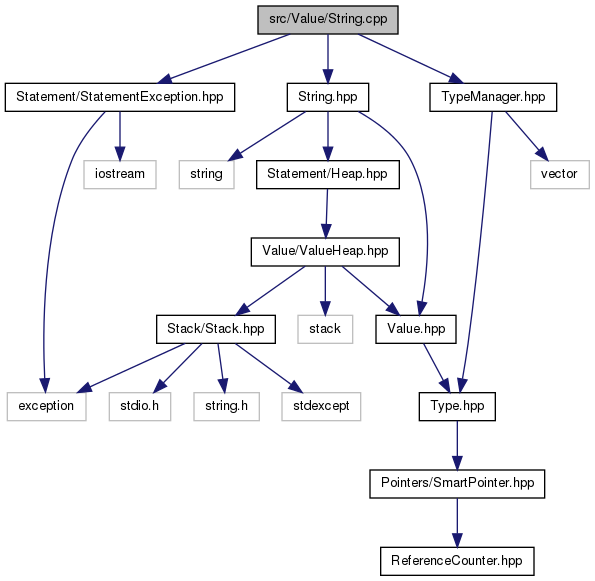 src/Value/String.cpp
Statement/StatementException.hpp
String.hpp
TypeManager.hpp
iostream
string
Statement/Heap.hpp
vector
Value/ValueHeap.hpp
Stack/Stack.hpp
stack
Value.hpp
exception
stdio.h
string.h
stdexcept
Type.hpp
Pointers/SmartPointer.hpp
ReferenceCounter.hpp